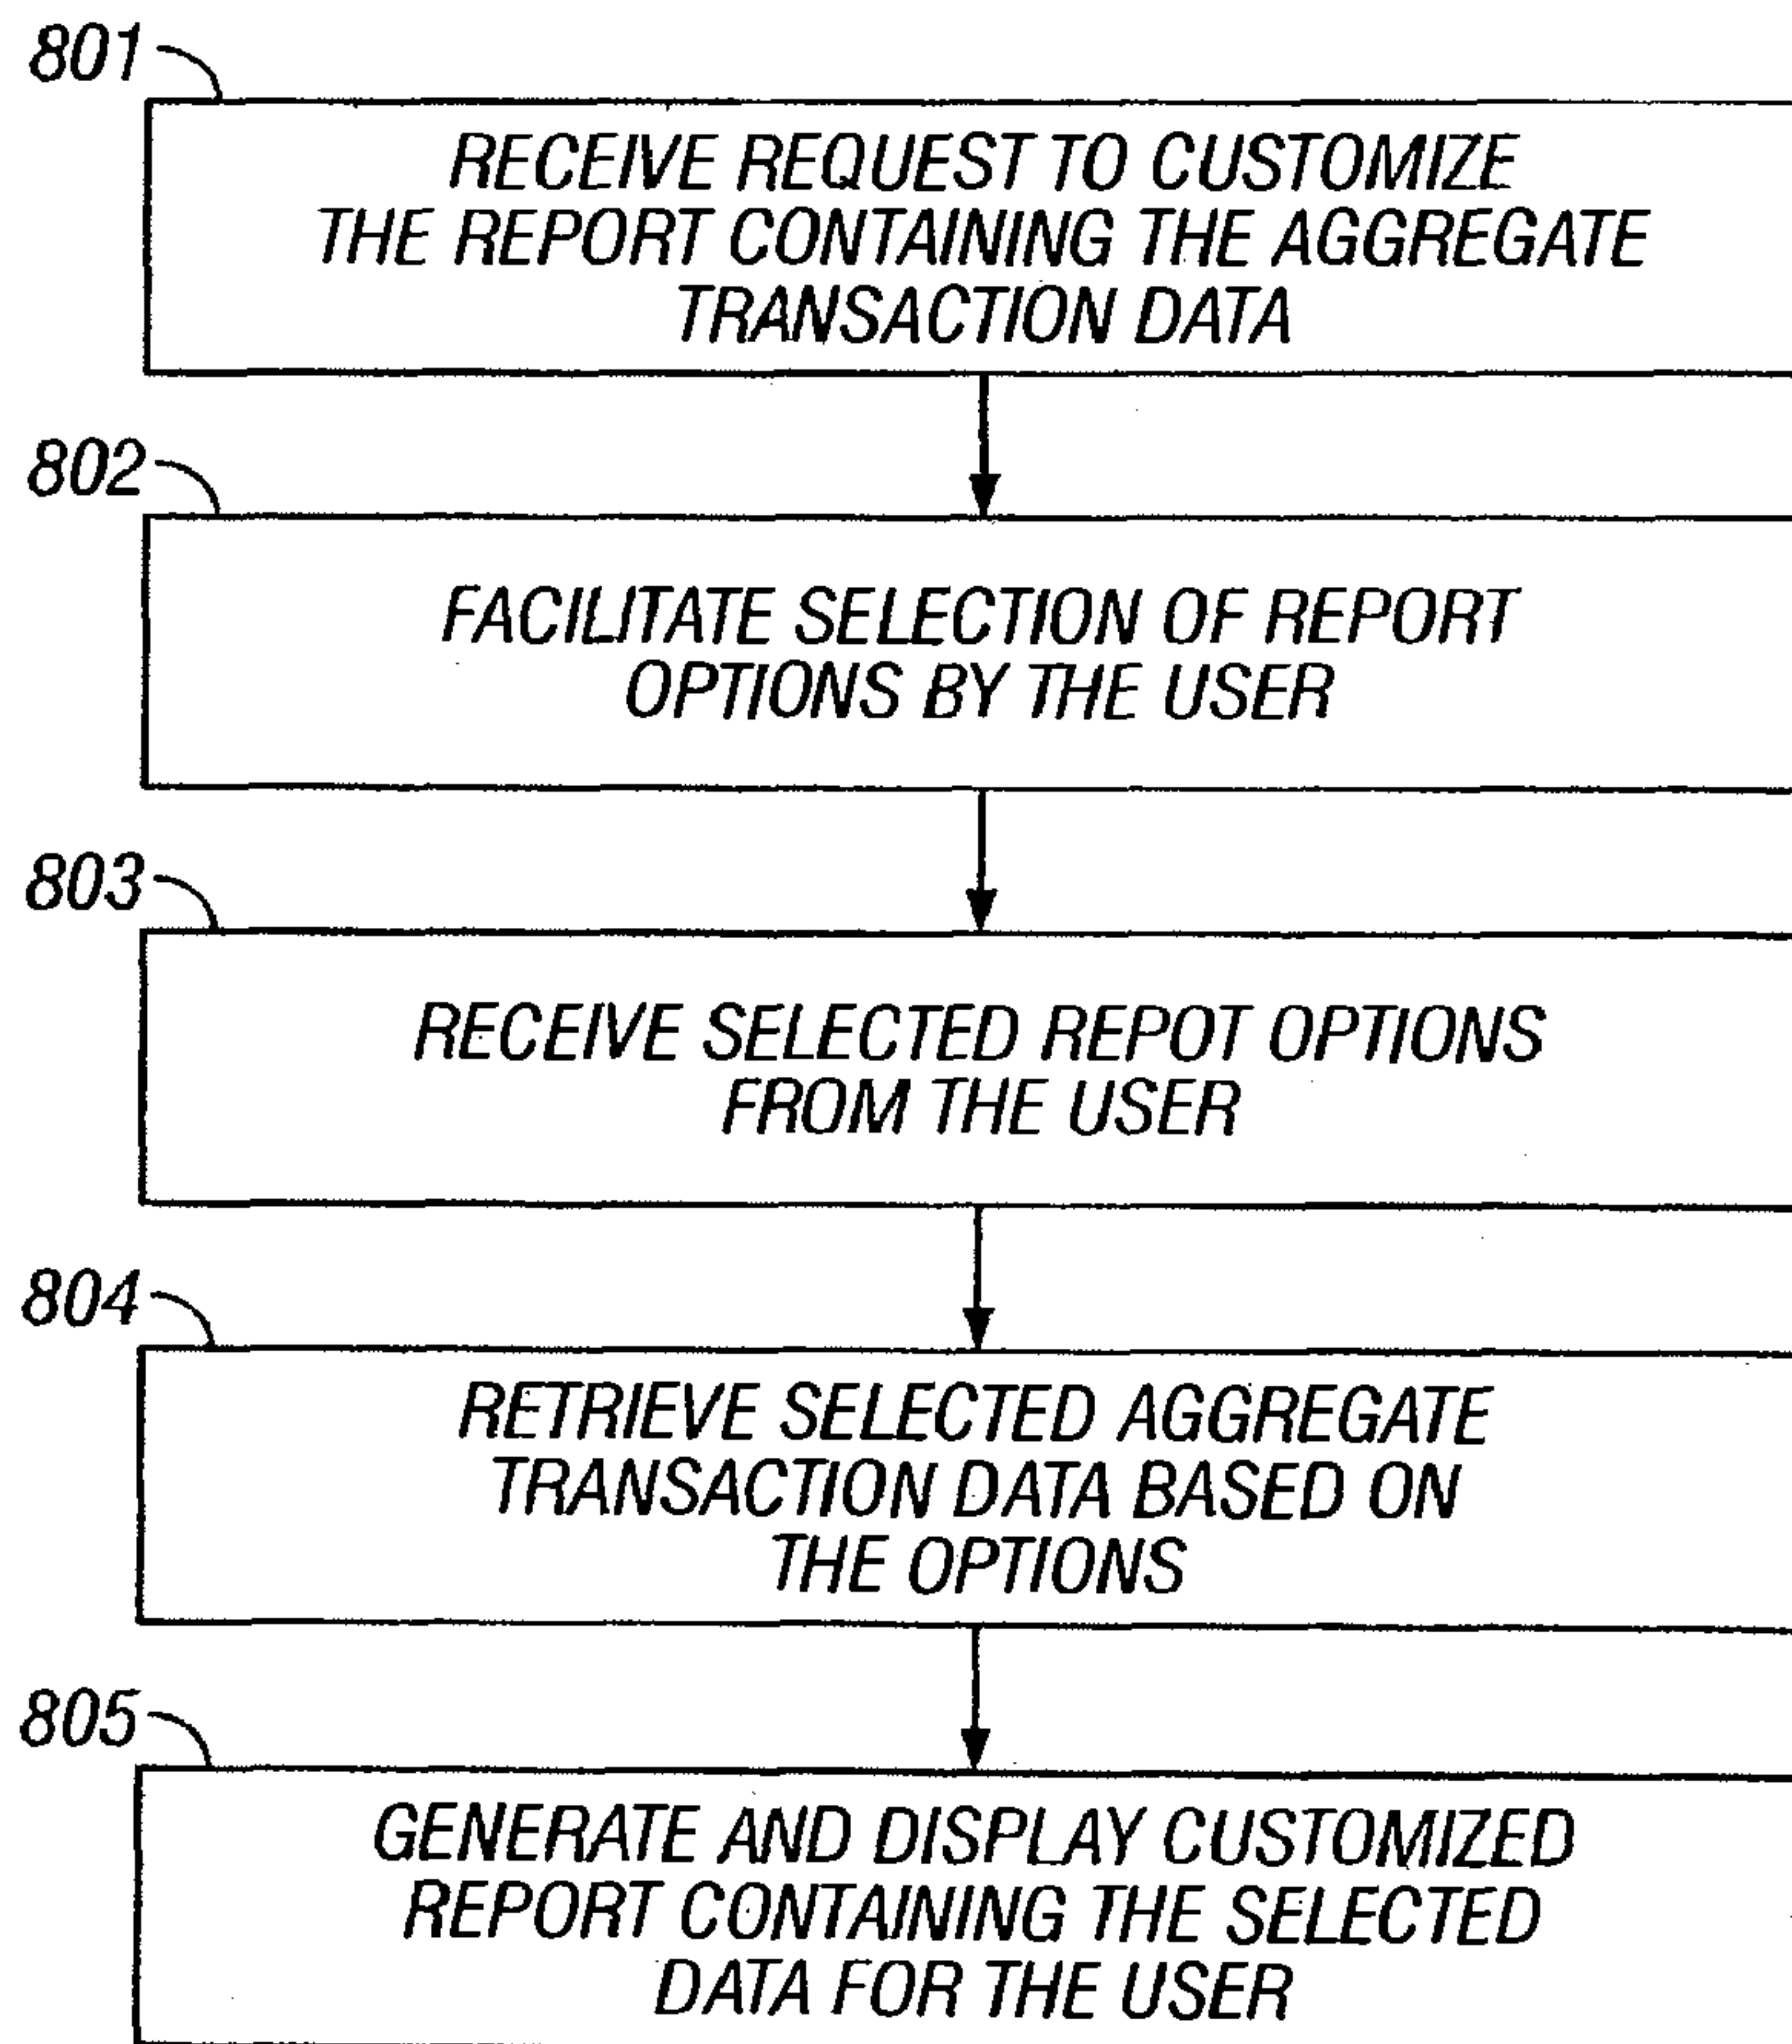 801
RECEIVE REQUEST TO CUSTOMIZE
THE REPORT CONTAINING THE AGGREGATE
TRANSACTION DATA
802
FACILITATE SELECTION OF REPORT
OPTIONS BY THE USER
803
RECEIVE SELECTED REPOT OPTIONS
FROM THE USER
804
RETRIEVE SELECTED AGGREGATE
TRANSACTION DATA BASED ON
THE OPTIONS
805
GENERATE AND DISPLAY CUSTOMIZED
REPORT CONTAINING THE SELECTED
DATA FOR THE USER